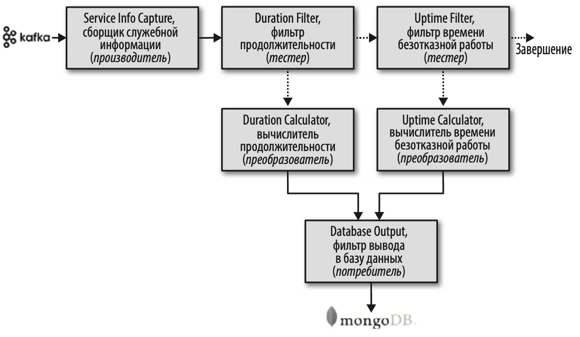 kafka
Service Info Capture,
сборщик служебной
информации
(производитель)
Duration Filter,
фильтр
продолжительности
(тестер)
Uptime Filter,
фильтр времени
безотказной работы
(тестер)
Завершение
Duration Calculator,
вычислитель
продолжительности
(преобразователь)
Uptime Calculator,
вычислитель времени
безотказной работы
(преобразователь)
Database Output,
фильтр вывода
в базу данных
(потребитель)
mongoDB.